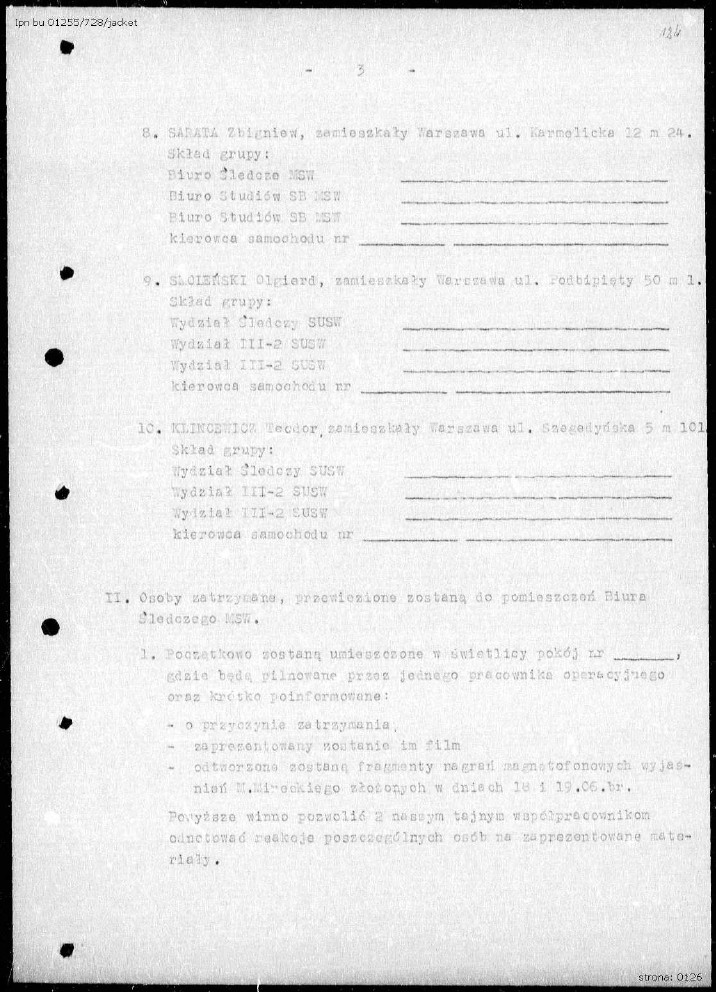 Ipn bu 01255/728/jacket
126
- 3 -
8. SARATA Zbigniew, zamieszkały Warszawa ul. Karmelicka 12 m 24.
Skład grupy:
Biuro Śledcze MSW ____________
Biuro Studiów SB MSW ____________
Biuro Studiów SB MSW ____________
kierowca samochodu nr ______ ____________
9. Olgierd, zamieszkały Warszawa ul. Podbipięty 50 m 1.
Skład grupy:
Wydział Śledczy SUSW ____________
Wydział III-2 SUSW ____________
Wydział III-2 SUSW ____________
kierowca samochodu nr ______ ____________
10. KLINCEWICZ Teodor, zamieszkały Warszawa ul. Szegedyńska 5 m 101.
Skład grupy:
Wydział Śledczy SUSW ____________
Wydział III-2 SUSW ____________
Wydział III-2 SUSW ____________
kierowca samochodu nr ______ ____________
II. Osoby zatrzymane, przewiezione zostaną do pomieszczeń Biura
Śledczego MSW.
1. Początkowo zostaną umieszczone w świetlicy pokój nr ______,
gdzie będą pilnowane przez jednego pracownika operacyjnego
oraz krótko poinformowane:
- o przyczynie zatrzymania,
- zaprezentowany zostanie im film
- odtworzone zostaną fragmenty nagrań magnetofonowych wyjaś-
nień M.Mireckiego złożonych w dniach 18 i 19.06.br.
Powyższe winno pozwolić 2 naszym tajnym współpracownikom
odnotować reakcje poszczególnych osób na zaprezentowane mate-
riały.
strona: 0126